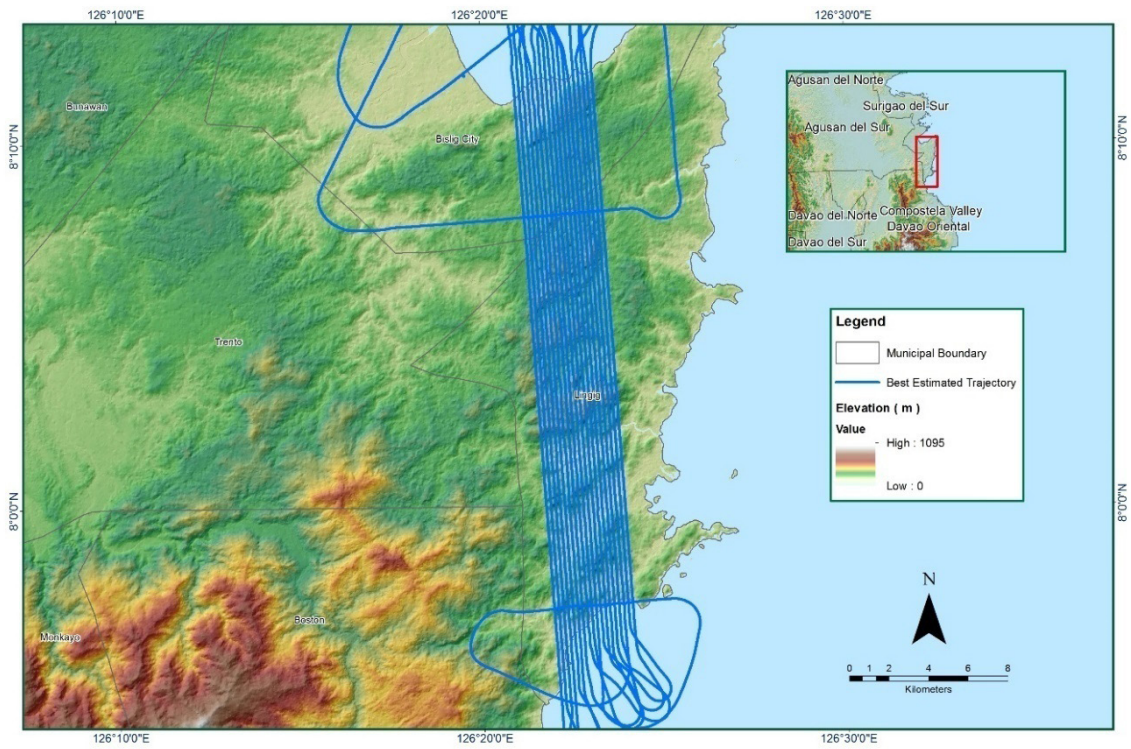 126°10'0"E
126°20'0"E
126°30'0"E
8°10'0"N
8°10'0"N
8°0'0"N
8°0'0"N
Bunawan
Bislig City
Trento
Lingig
Boston
Monkayo
Agusan del Norte
Surigao del Sur
Agusan del Sur
Davao del Norte
Compostela Valley
Davao Oriental
Davao del Sur
Legend
Municipal Boundary
Best Estimated Trajectory
Elevation ( m )
Value
High : 1095
Low : 0
N
0 1 2 4 6 8
Kilometers
126°10'0"E
126°20'0"E
126°30'0"E